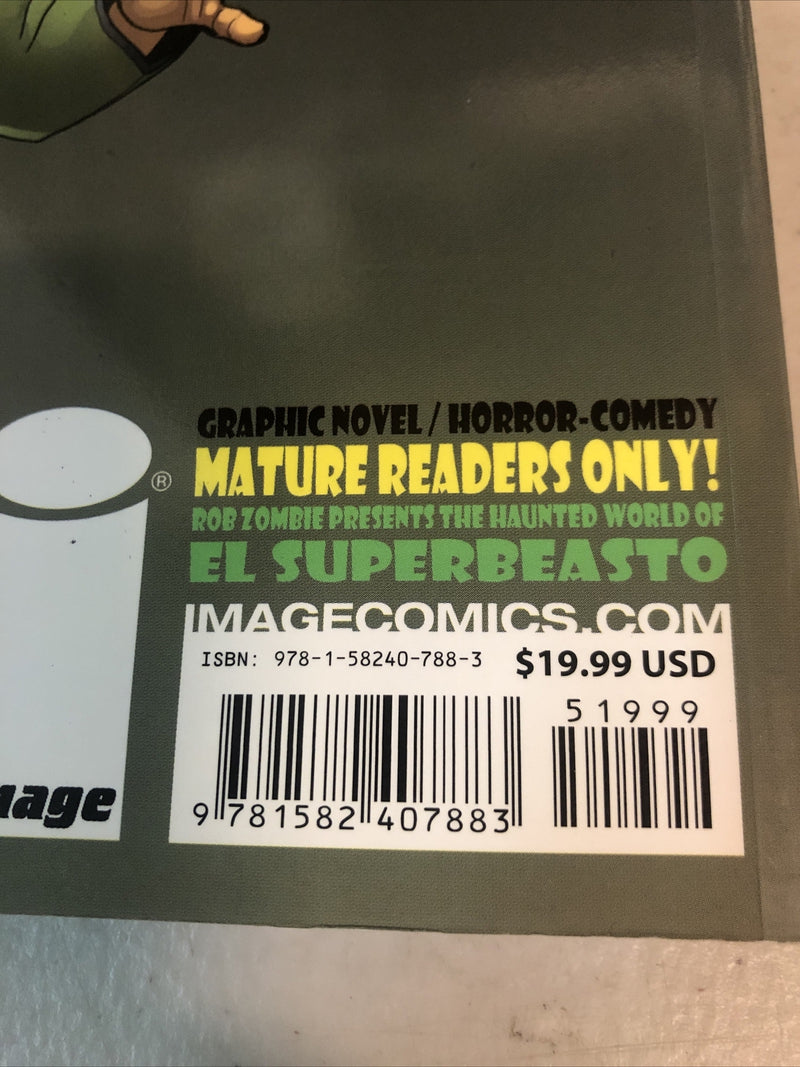 GRAPHIC NOVEL / HORROR-COMEDY
MATURE READERS ONLY!
®
ROB ZOMBIE PRESENTS THE HAUNTED WORLD OF
EL SUPERBEASTO
IMAGECOMICS.COM
ISBN: 978-1-58240-788-3 $19.99 USD
51999
9 781582 407883
age